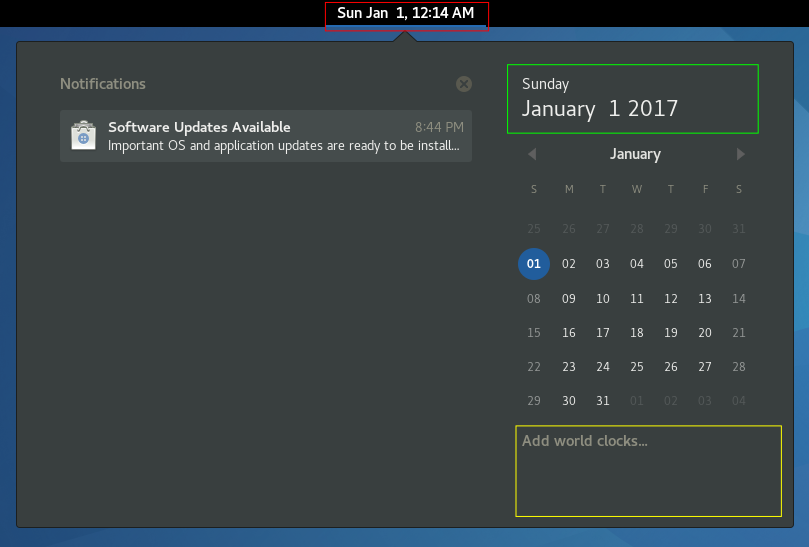 Sun Jan  1, 12:14 AM
Notifications
Software Updates Available 8:44 PM
Important OS and application updates are ready to be install...
Sunday
January  1 2017
January
S M T W T F S
25 26 27 28 29 30 31
01 02 03 04 05 06 07
08 09 10 11 12 13 14
15 16 17 18 19 20 21
22 23 24 25 26 27 28
29 30 31 01 02 03 04
Add world clocks...